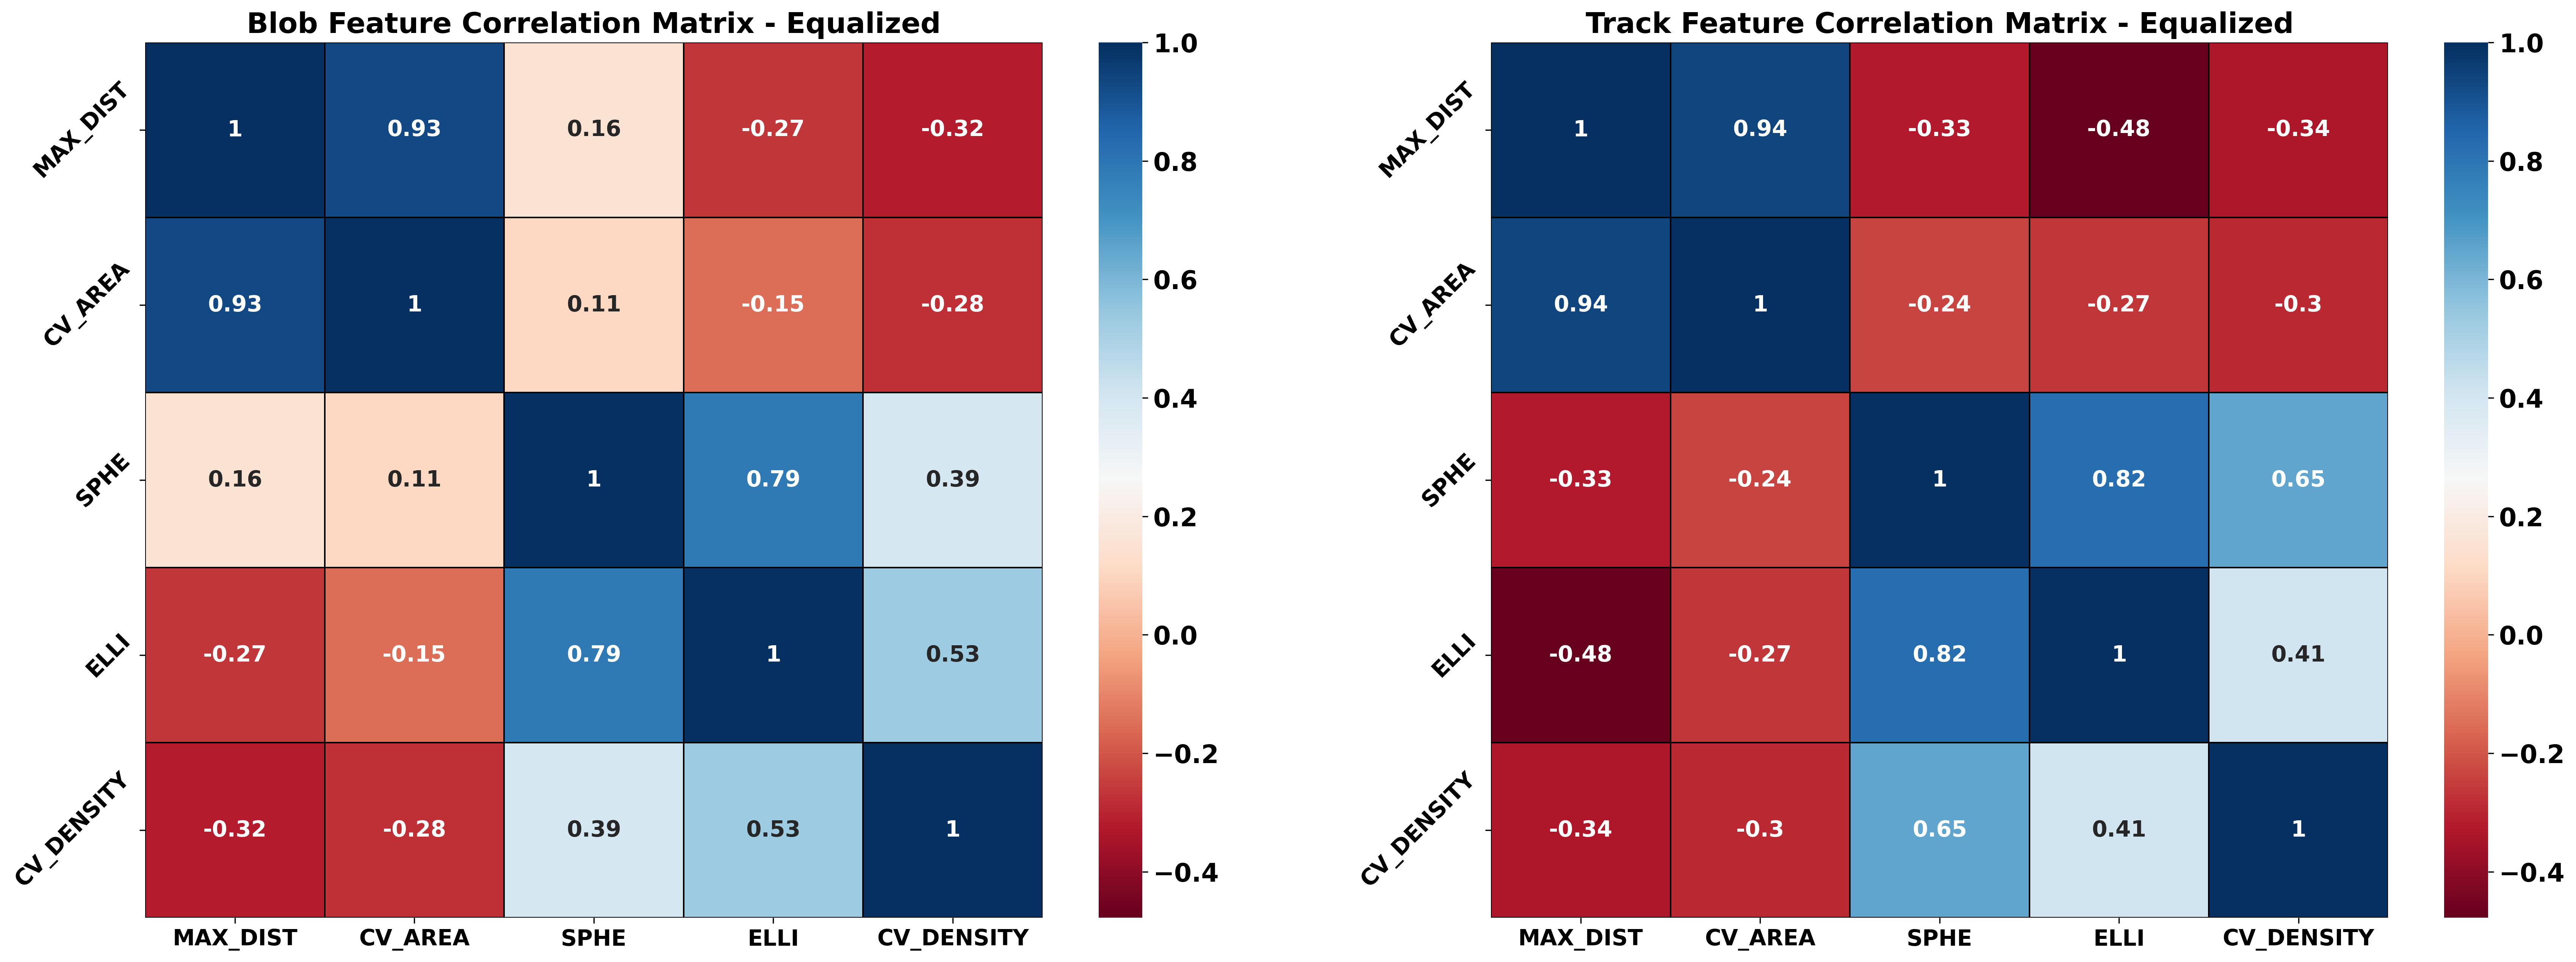 Blob Feature Correlation Matrix - Equalized
MAX_DIST 1 0.93 0.16 -0.27 -0.32
CV_AREA 0.93 1 0.11 -0.15 -0.28
SPHE 0.16 0.11 1 0.79 0.39
ELLI -0.27 -0.15 0.79 1 0.53
CV_DENSITY -0.32 -0.28 0.39 0.53 1
MAX_DIST CV_AREA SPHE ELLI CV_DENSITY
1.0
0.8
0.6
0.4
0.2
0.0
−0.2
−0.4
Track Feature Correlation Matrix - Equalized
MAX_DIST 1 0.94 -0.33 -0.48 -0.34
CV_AREA 0.94 1 -0.24 -0.27 -0.3
SPHE -0.33 -0.24 1 0.82 0.65
ELLI -0.48 -0.27 0.82 1 0.41
CV_DENSITY -0.34 -0.3 0.65 0.41 1
MAX_DIST CV_AREA SPHE ELLI CV_DENSITY
1.0
0.8
0.6
0.4
0.2
0.0
−0.2
−0.4